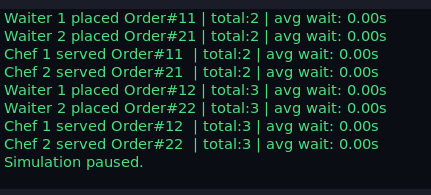 Waiter 1 placed Order#11 | total:2 | avg wait: 0.00s
Waiter 2 placed Order#21 | total:2 | avg wait: 0.00s
Chef 1 served Order#11  | total:2 | avg wait: 0.00s
Chef 2 served Order#21  | total:2 | avg wait: 0.00s
Waiter 1 placed Order#12 | total:3 | avg wait: 0.00s
Waiter 2 placed Order#22 | total:3 | avg wait: 0.00s
Chef 1 served Order#12  | total:3 | avg wait: 0.00s
Chef 2 served Order#22  | total:3 | avg wait: 0.00s
Simulation paused.